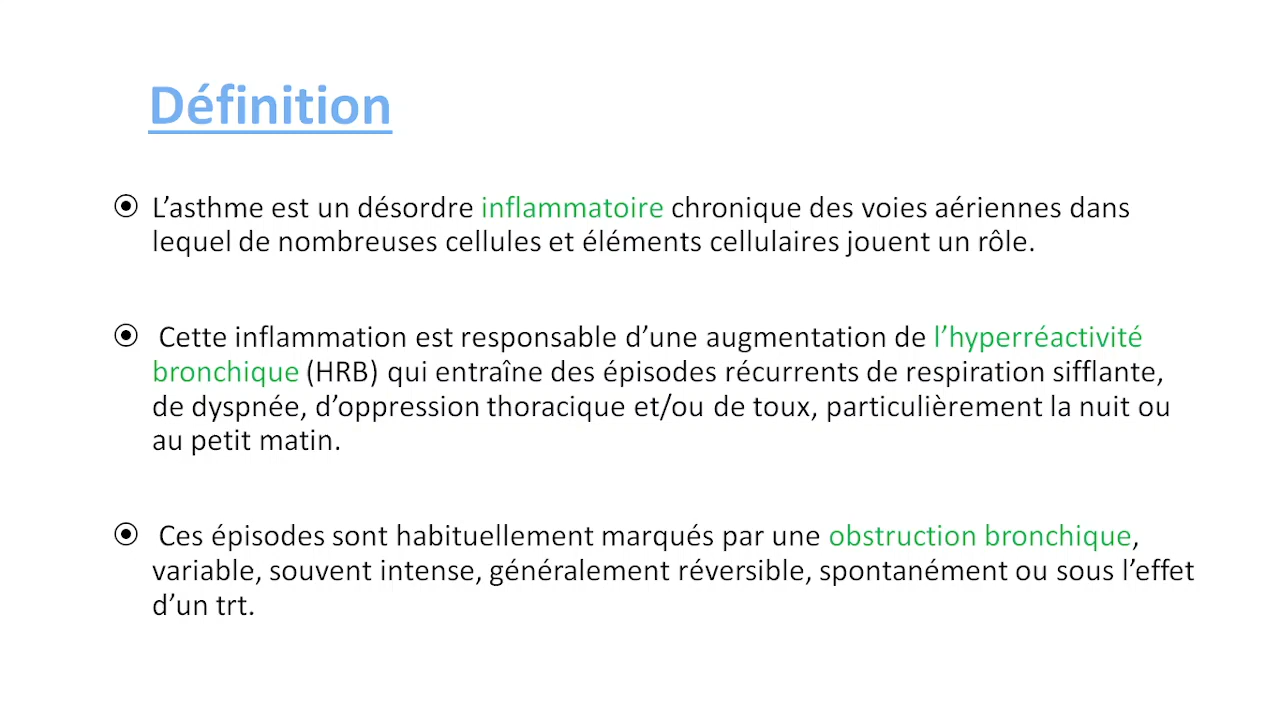 Définition
L’asthme est un désordre inflammatoire chronique des voies aériennes dans
lequel de nombreuses cellules et éléments cellulaires jouent un rôle.
Cette inflammation est responsable d’une augmentation de l’hyperréactivité
bronchique (HRB) qui entraîne des épisodes récurrents de respiration sifflante,
de dyspnée, d’oppression thoracique et/ou de toux, particulièrement la nuit ou
au petit matin.
Ces épisodes sont habituellement marqués par une obstruction bronchique,
variable, souvent intense, généralement réversible, spontanément ou sous l’effet
d’un trt.